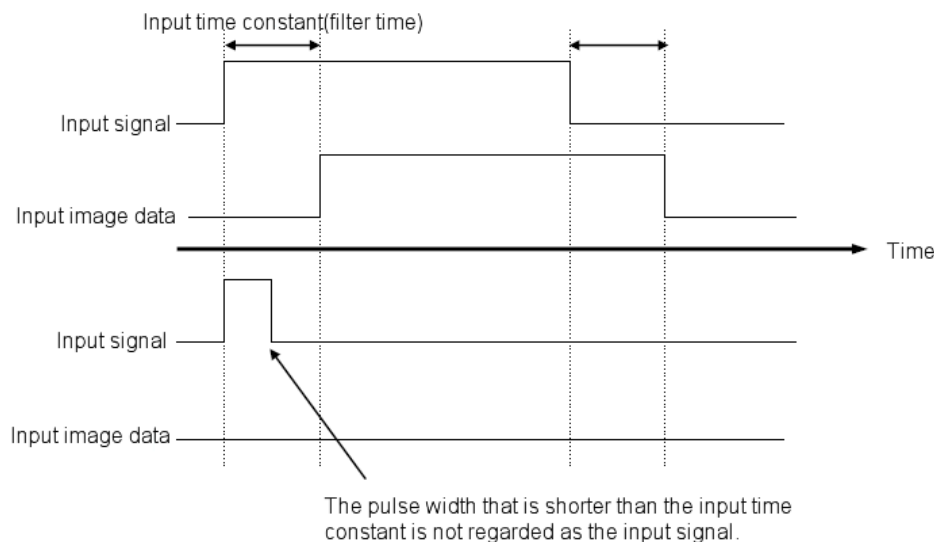 Input time constant(filter time)
Input signal
Input image data
Time
Input signal
Input image data
The pulse width that is shorter than the input time
constant is not regarded as the input signal.